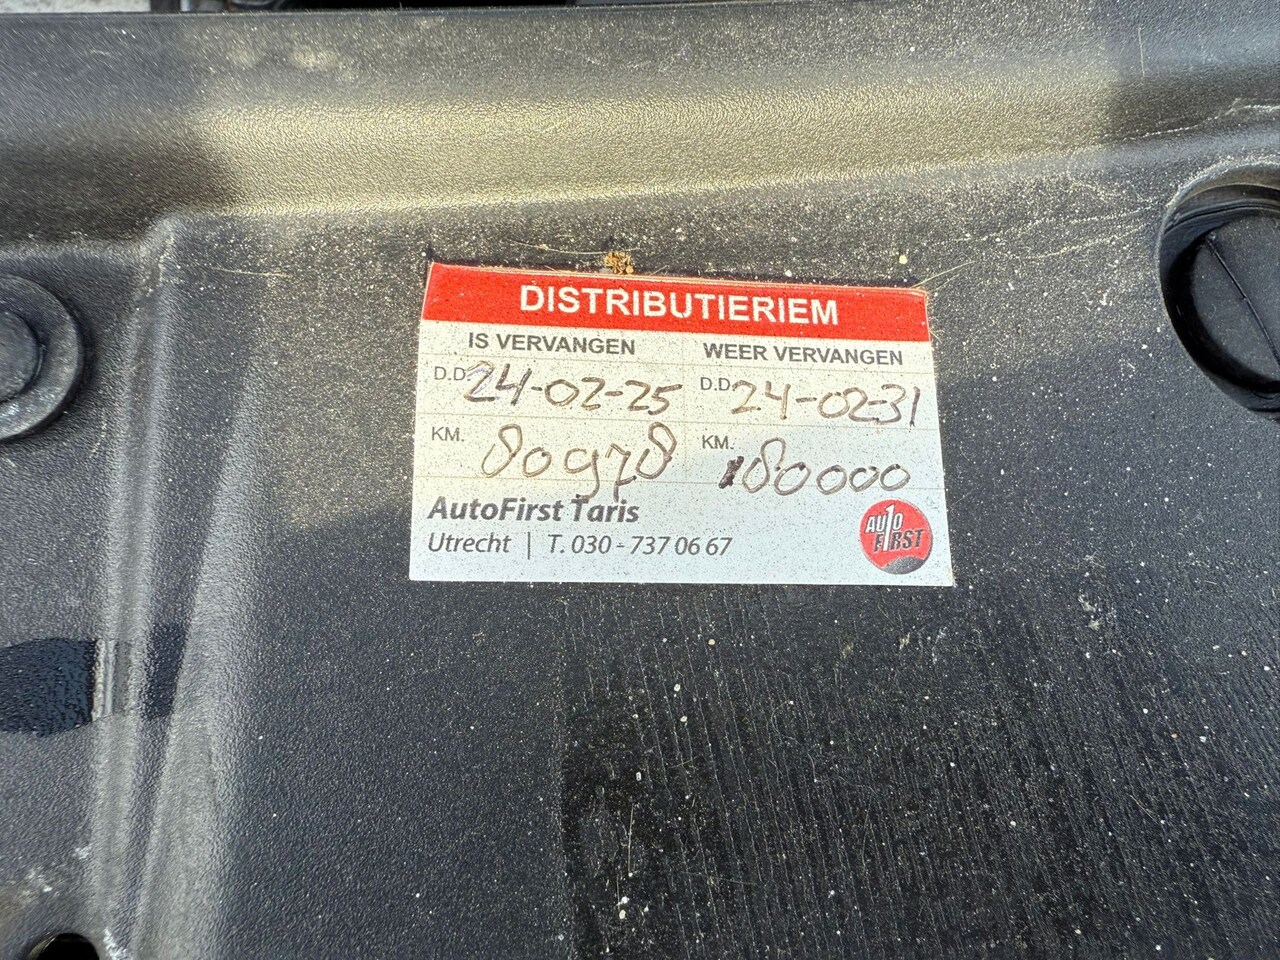 DISTRIBUTIERIEM
IS VERVANGEN WEER VERVANGEN
D.D. 24-02-25 D.D. 24-02-31
KM. 80978 KM. 180000
AutoFirst Taris
Utrecht | T. 030 - 737 06 67
AUTO
FIRST